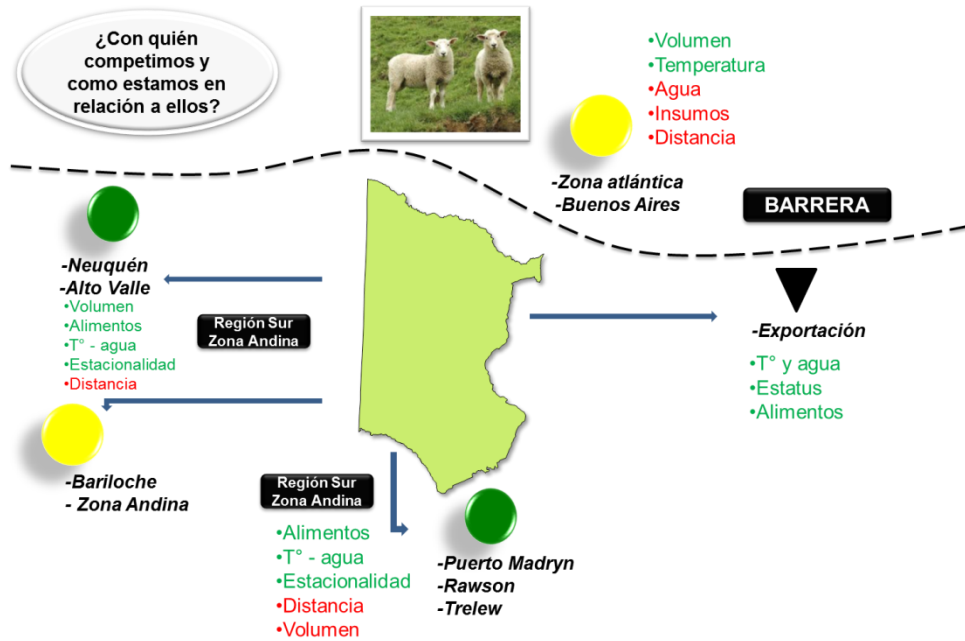 ¿Con quién
competimos y
como estamos en
relación a ellos?
•Volumen
•Temperatura
•Agua
•Insumos
•Distancia
-Zona atlántica
-Buenos Aires
BARRERA
-Neuquén
-Alto Valle
•Volumen
•Alimentos
•T° - agua
•Estacionalidad
•Distancia
Región Sur
Zona Andina
-Exportación
•T° y agua
•Estatus
•Alimentos
-Bariloche
- Zona Andina
Región Sur
Zona Andina
•Alimentos
•T° - agua
•Estacionalidad
•Distancia
•Volumen
-Puerto Madryn
-Rawson
-Trelew